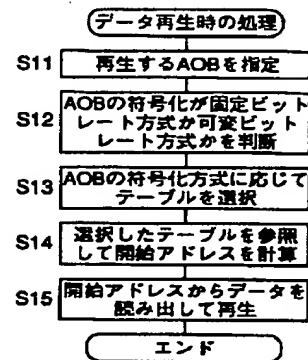 データ再生時の処理
S11 再生するAOBを指定
S12 AOBの符号化が固定ビット
レート方式か可変ビット
レート方式かを判断
S13 AOBの符号化方式に応じて
テーブルを選択
S14 選択したテーブルを参照
して開始アドレスを計算
S15 開始アドレスからデータを
読み出して再生
エンド